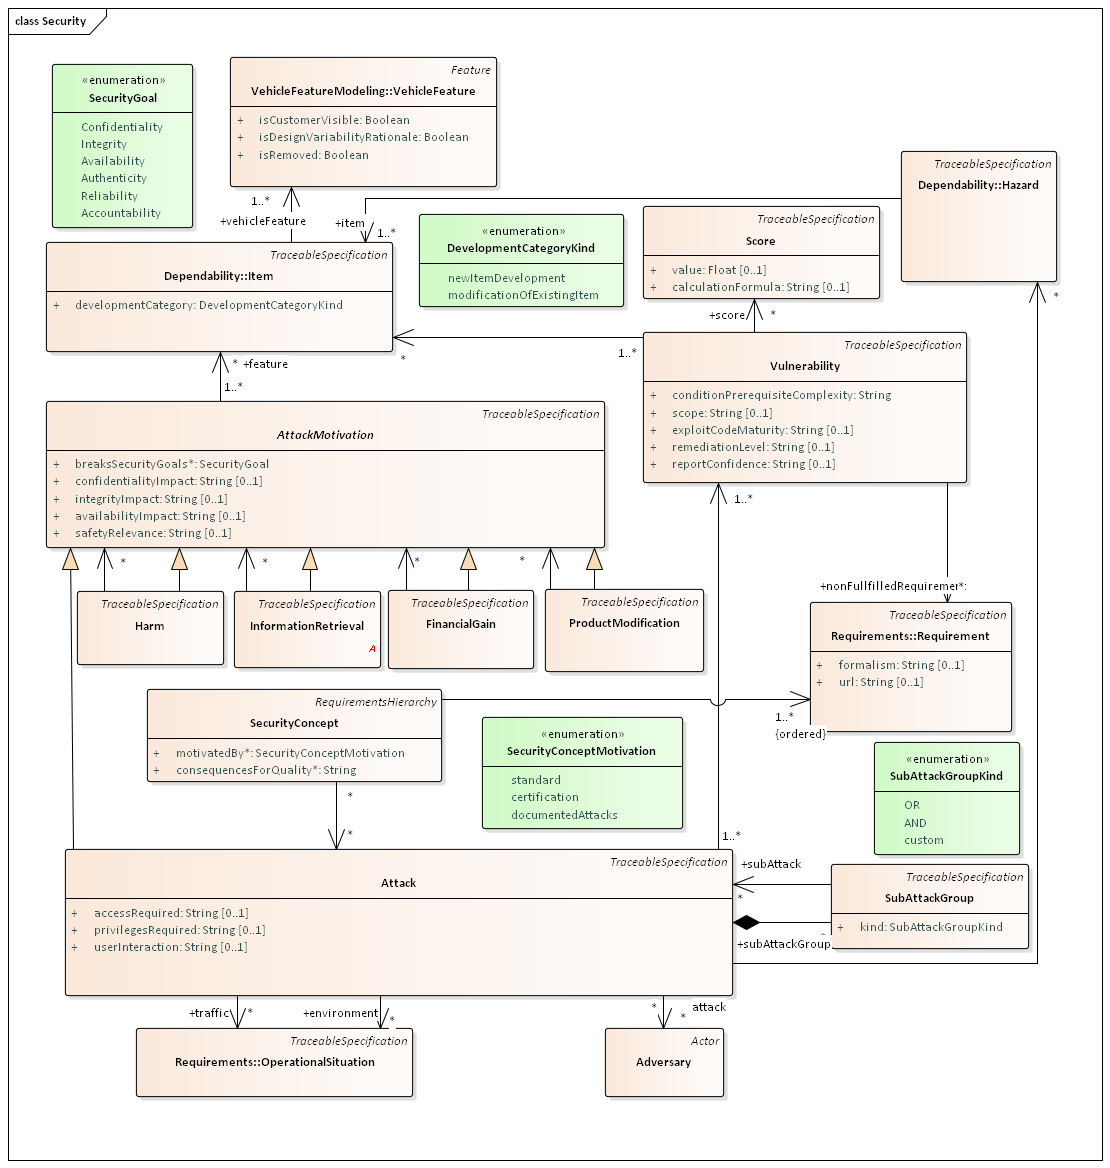 class Security
«enumeration»
SecurityGoal
Confidentiality
Integrity
Availability
Authenticity
Reliability
Accountability
Feature
VehicleFeatureModeling::VehicleFeature
+ isCustomerVisible: Boolean
+ isDesignVariabilityRationale: Boolean
+ isRemoved: Boolean
1..*
+vehicleFeature
+item
1..*
TraceableSpecification
Dependability::Hazard
*
«enumeration»
DevelopmentCategoryKind
newItemDevelopment
modificationOfExistingItem
TraceableSpecification
Score
+ value: Float [0..1]
+ calculationFormula: String [0..1]
+score
*
TraceableSpecification
Dependability::Item
+ developmentCategory: DevelopmentCategoryKind
*
1..*
* +feature
1..*
TraceableSpecification
Vulnerability
+ conditionPrerequisiteComplexity: String
+ scope: String [0..1]
+ exploitCodeMaturity: String [0..1]
+ remediationLevel: String [0..1]
+ reportConfidence: String [0..1]
1..*
TraceableSpecification
AttackMotivation
+ breaksSecurityGoals*: SecurityGoal
+ confidentialityImpact: String [0..1]
+ integrityImpact: String [0..1]
+ availabilityImpact: String [0..1]
+ safetyRelevance: String [0..1]
*
*
*
*
TraceableSpecification
Harm
TraceableSpecification
InformationRetrieval
A
TraceableSpecification
FinancialGain
TraceableSpecification
ProductModification
+nonFullfilledRequiremen*:
TraceableSpecification
Requirements::Requirement
+ formalism: String [0..1]
+ url: String [0..1]
1..*
{ordered}
RequirementsHierarchy
SecurityConcept
+ motivatedBy*: SecurityConceptMotivation
+ consequencesForQuality*: String
*
*
«enumeration»
SecurityConceptMotivation
standard
certification
documentedAttacks
«enumeration»
SubAttackGroupKind
OR
AND
custom
1..*
TraceableSpecification
Attack
+ accessRequired: String [0..1]
+ privilegesRequired: String [0..1]
+ userInteraction: String [0..1]
+subAttack
*
+subAttackGroup
TraceableSpecification
SubAttackGroup
+ kind: SubAttackGroupKind
+traffic
*
+environment
*
*
attack
*
TraceableSpecification
Requirements::OperationalSituation
Actor
Adversary